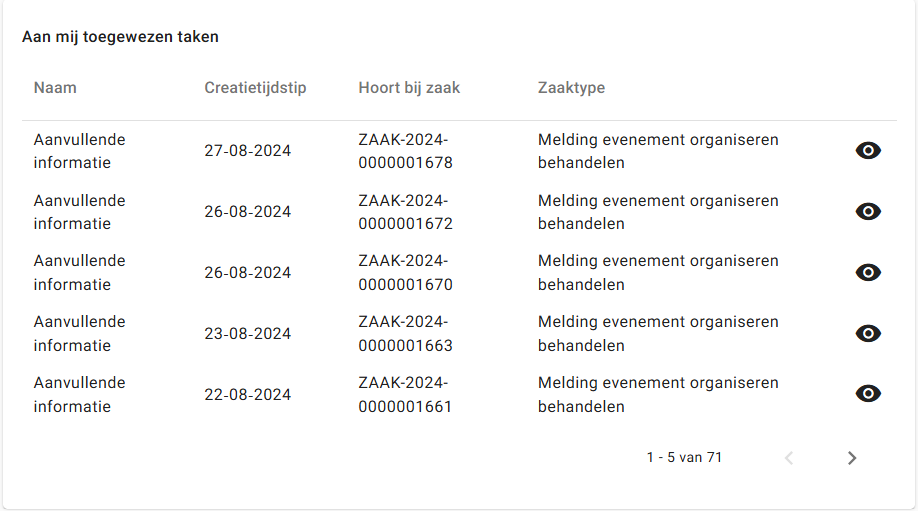 Aan mij toegewezen taken
Naam Creatietijdstip Hoort bij zaak Zaaktype
Aanvullende informatie 27-08-2024 ZAAK-2024-0000001678 Melding evenement organiseren behandelen
Aanvullende informatie 26-08-2024 ZAAK-2024-0000001672 Melding evenement organiseren behandelen
Aanvullende informatie 26-08-2024 ZAAK-2024-0000001670 Melding evenement organiseren behandelen
Aanvullende informatie 23-08-2024 ZAAK-2024-0000001663 Melding evenement organiseren behandelen
Aanvullende informatie 22-08-2024 ZAAK-2024-0000001661 Melding evenement organiseren behandelen
1 - 5 van 71